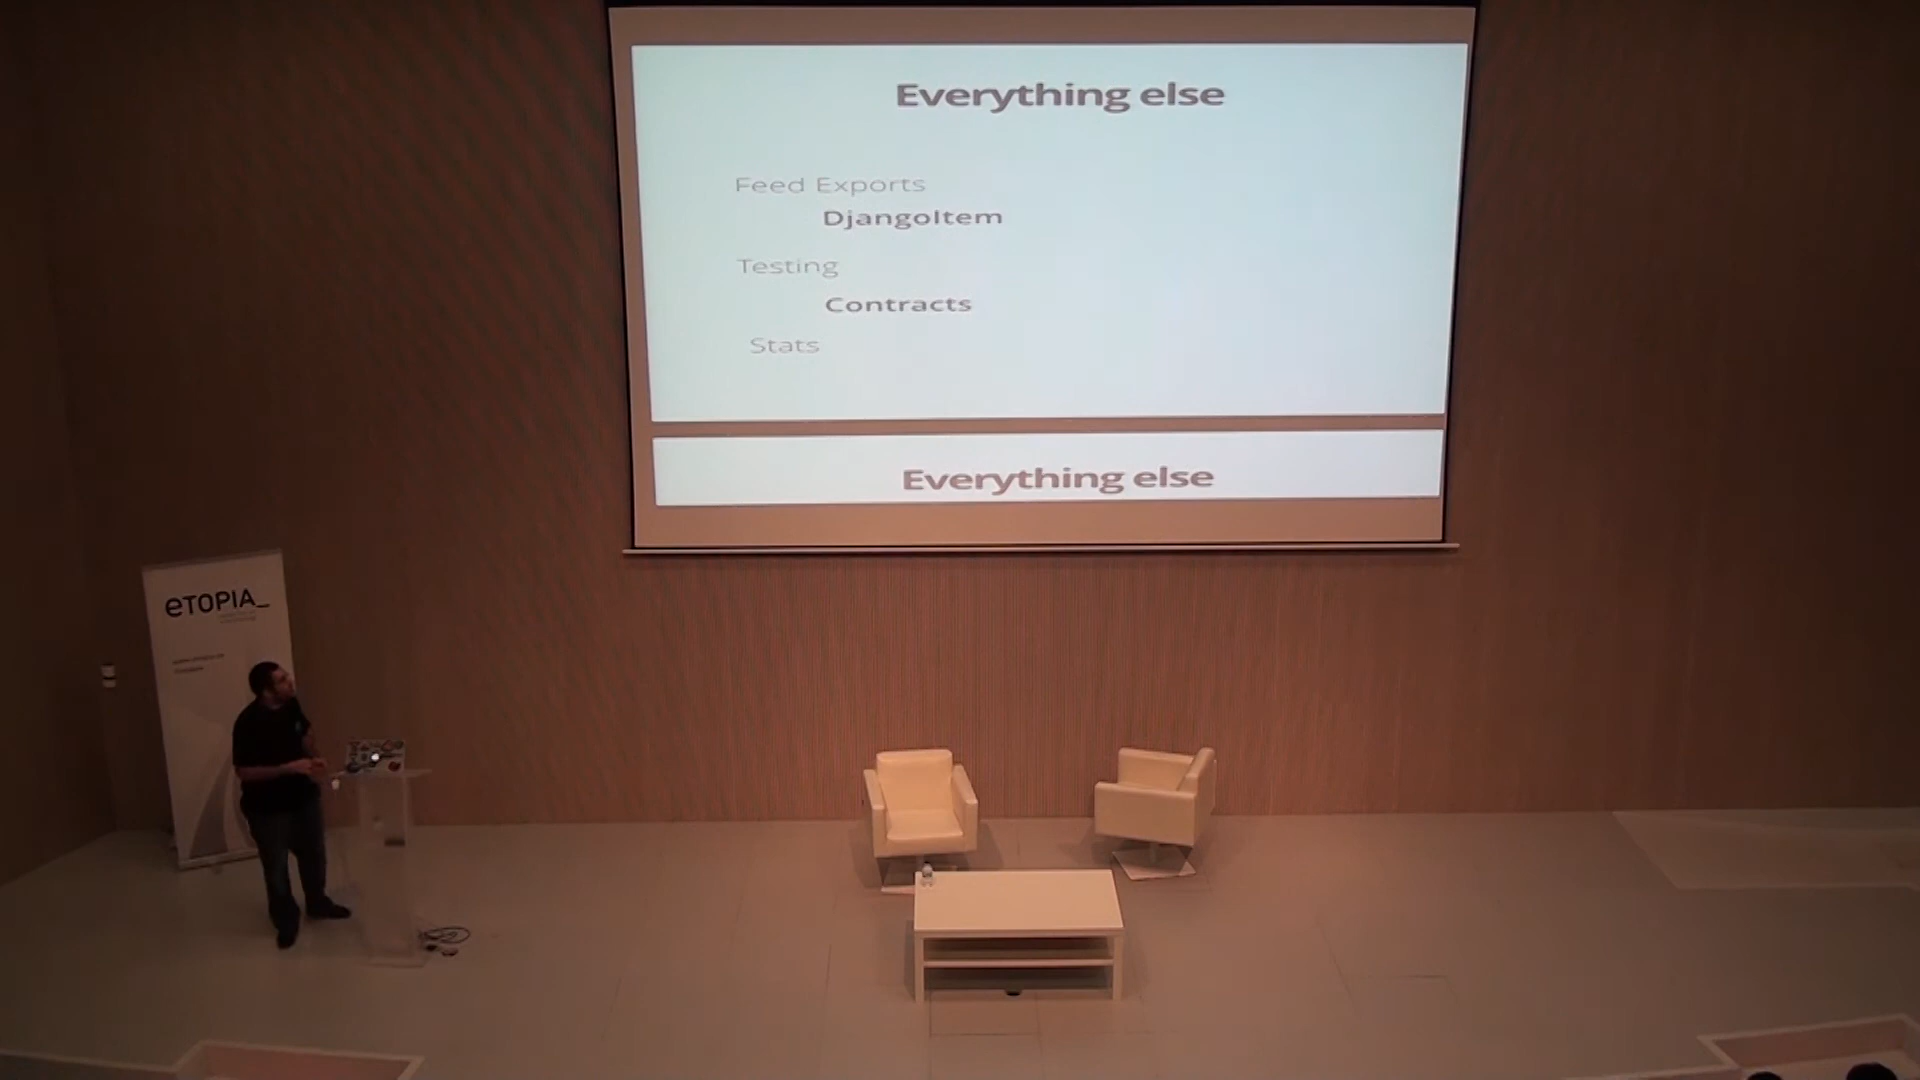 Everything else
Feed Exports
DjangoItem
Testing
Contracts
Stats
Everything else
eTOPIA_